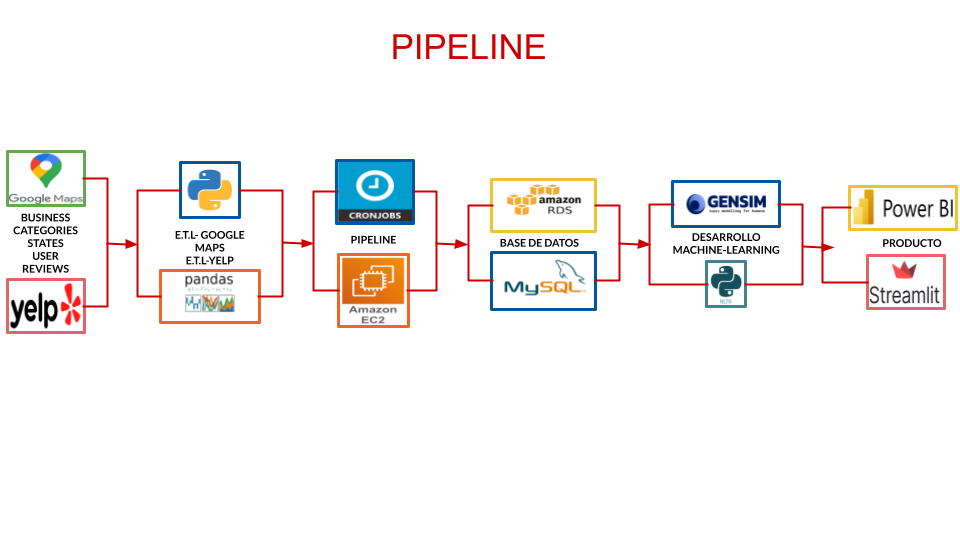 PIPELINE
Google Maps
BUSINESS
CATEGORIES
STATES
USER
REVIEWS
yelp
E.T.L- GOOGLE
MAPS
E.T.L-YELP
pandas
CRONJOBS
PIPELINE
Amazon
EC2
amazon
RDS
BASE DE DATOS
MySQL
GENSIM
topic modelling for humans
DESARROLLO
MACHINE-LEARNING
NLTK
Power BI
PRODUCTO
Streamlit